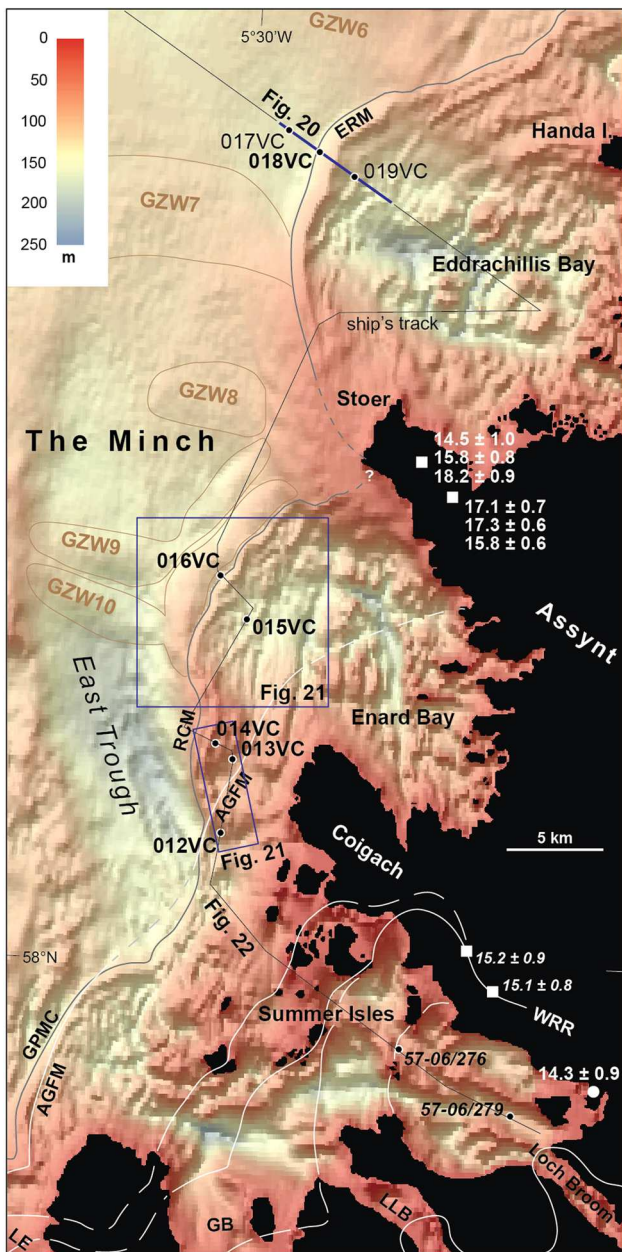 0
50
100
150
200
250
m
5°30'W
GZW6
Fig. 20
ERM
017VC
018VC
019VC
Handa I.
GZW7
Eddrachillis Bay
ship's track
GZW8
Stoer
The Minch
14.5 ± 1.0
15.8 ± 0.8
18.2 ± 0.9
?
17.1 ± 0.7
17.3 ± 0.6
15.8 ± 0.6
GZW9
016VC
GZW10
015VC
Assynt
East Trough
Fig. 21
RCM
Enard Bay
014VC
013VC
AGFM
012VC
Fig. 21
Coigach
5 km
Fig. 22
58°N
15.2 ± 0.9
15.1 ± 0.8
WRR
Summer Isles
GPMC
AGFM
57-06/276
14.3 ± 0.9
57-06/279
Loch Broom
LE
GB
LLB